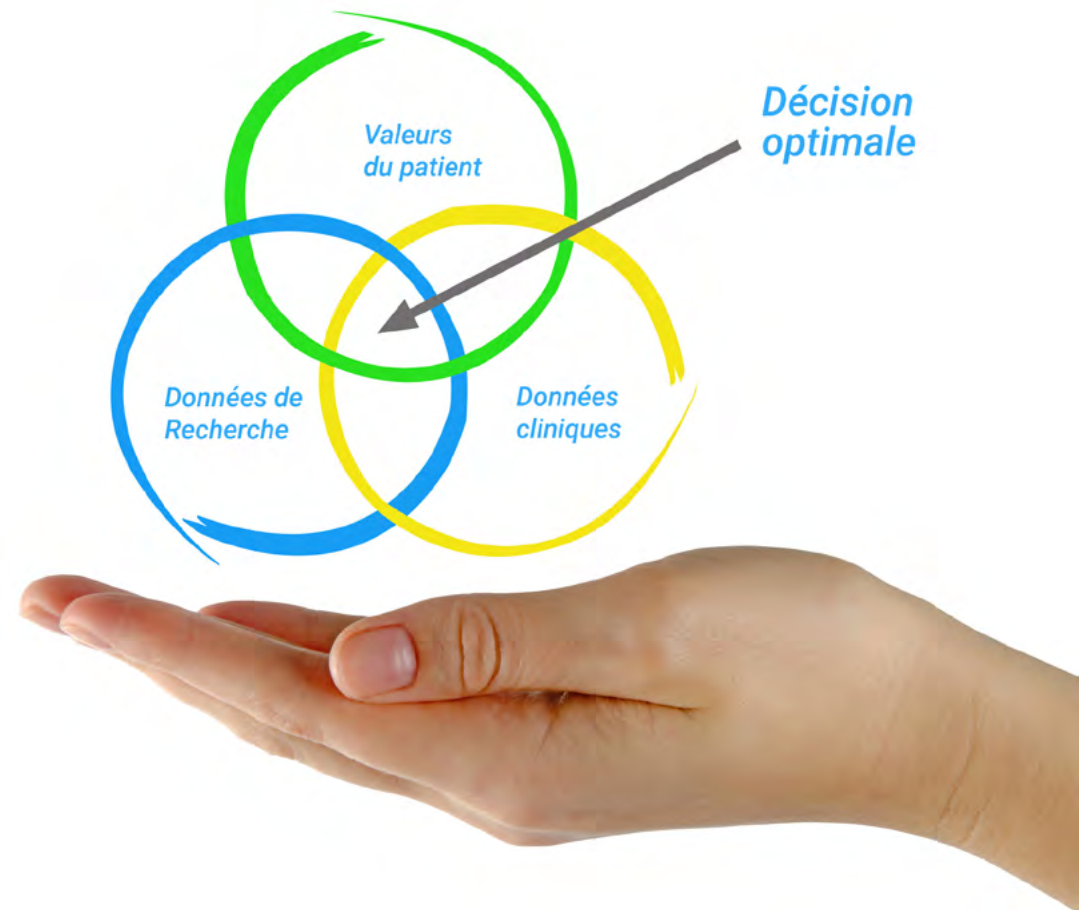 Valeurs
du patient
Décision
optimale
Données de
Recherche
Données
cliniques